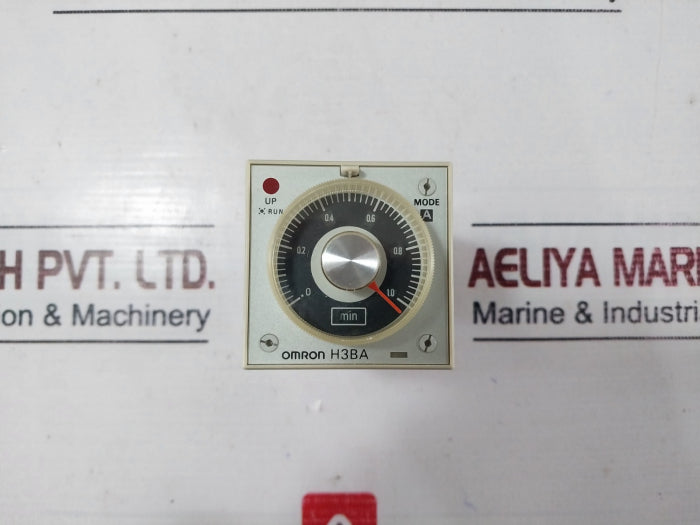 UP
RUN
MODE
A
0.4 0.6
0.2 0.8
0 1.0
min
OMRON H3BA
H PVT. LTD.
on & Machinery
AELIYA MARI
Marine & Industri